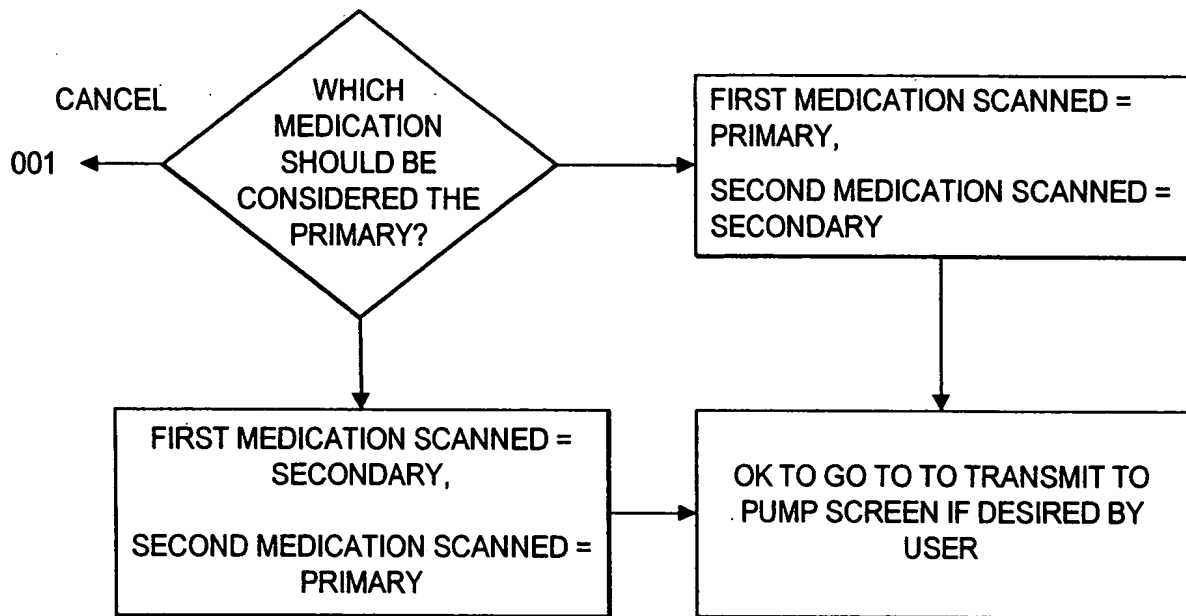 CANCEL
001
WHICH
MEDICATION
SHOULD BE
CONSIDERED THE
PRIMARY?
FIRST MEDICATION SCANNED =
PRIMARY,
SECOND MEDICATION SCANNED =
SECONDARY
FIRST MEDICATION SCANNED =
SECONDARY,
SECOND MEDICATION SCANNED =
PRIMARY
OK TO GO TO TO TRANSMIT TO
PUMP SCREEN IF DESIRED BY
USER